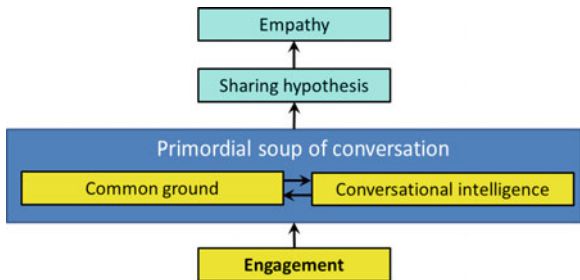 Empathy
Sharing hypothesis
Primordial soup of conversation
Common ground
Conversational intelligence
Engagement